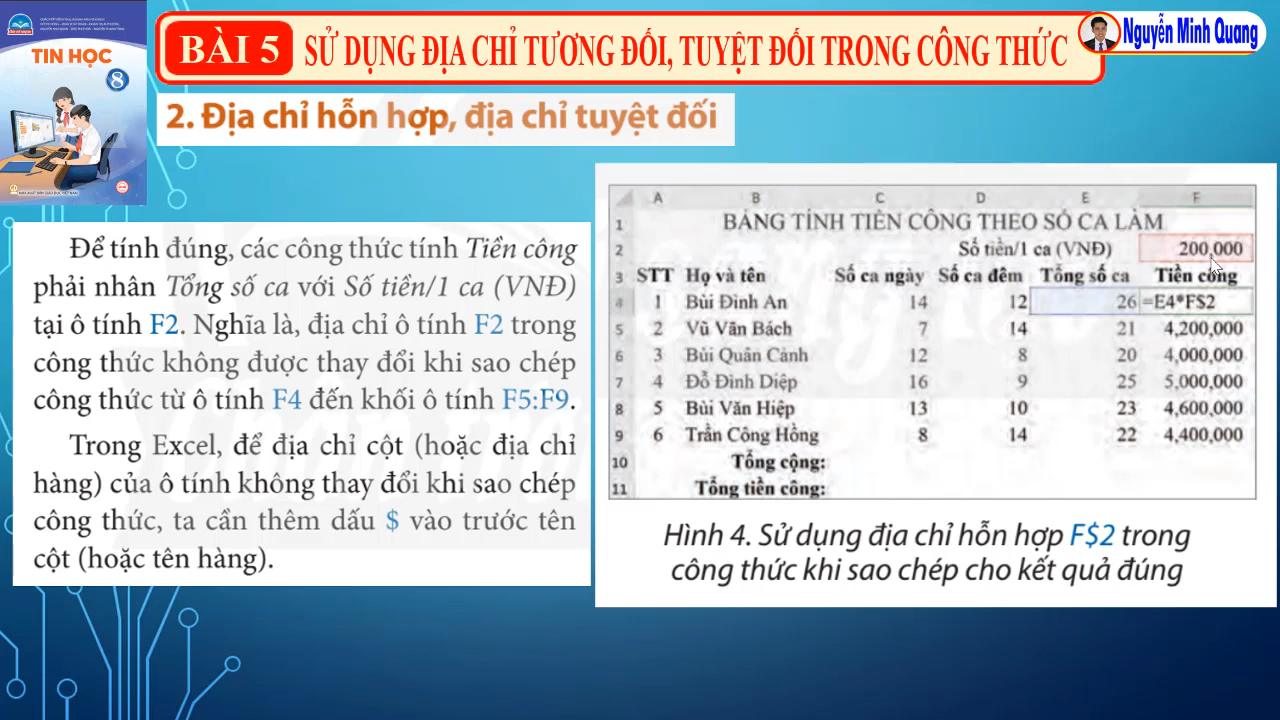 TIN HỌC
8
BÀI 5
SỬ DỤNG ĐỊA CHỈ TƯƠNG ĐỐI, TUYỆT ĐỐI TRONG CÔNG THỨC
Nguyễn Minh Quang
2. Địa chỉ hỗn hợp, địa chỉ tuyệt đối
Để tính đúng, các công thức tính Tiền công
phải nhân Tổng số ca với Số tiền/1 ca (VNĐ)
tại ô tính F2. Nghĩa là, địa chỉ ô tính F2 trong
công thức không được thay đổi khi sao chép
công thức từ ô tính F4 đến khối ô tính F5:F9.
Trong Excel, để địa chỉ cột (hoặc địa chỉ
hàng) của ô tính không thay đổi khi sao chép
công thức, ta cần thêm dấu $ vào trước tên
cột (hoặc tên hàng).
A B C D E F
1 BẢNG TÍNH TIỀN CÔNG THEO SỐ CA LÀM
2 Số tiền/1 ca (VNĐ) 200,000
3 STT Họ và tên Số ca ngày Số ca đêm Tổng số ca Tiền công
4 1 Bùi Đình An 14 12 26 =E4*F$2
5 2 Vũ Văn Bách 7 14 21 4,200,000
6 3 Bùi Quân Cảnh 12 8 20 4,000,000
7 4 Đỗ Đình Diệp 16 9 25 5,000,000
8 5 Bùi Văn Hiệp 13 10 23 4,600,000
9 6 Trần Công Hồng 8 14 22 4,400,000
10 Tổng cộng:
11 Tổng tiền công:
Hình 4. Sử dụng địa chỉ hỗn hợp F$2 trong
công thức khi sao chép cho kết quả đúng